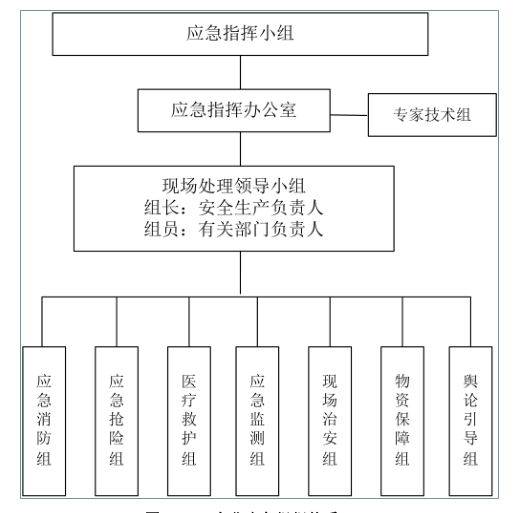 应急指挥小组
应急指挥办公室
专家技术组
现场处理领导小组
组长：安全生产负责人
组员：有关部门负责人
应急消防组
应急抢险组
医疗救护组
应急监测组
现场治安组
物资保障组
舆论引导组